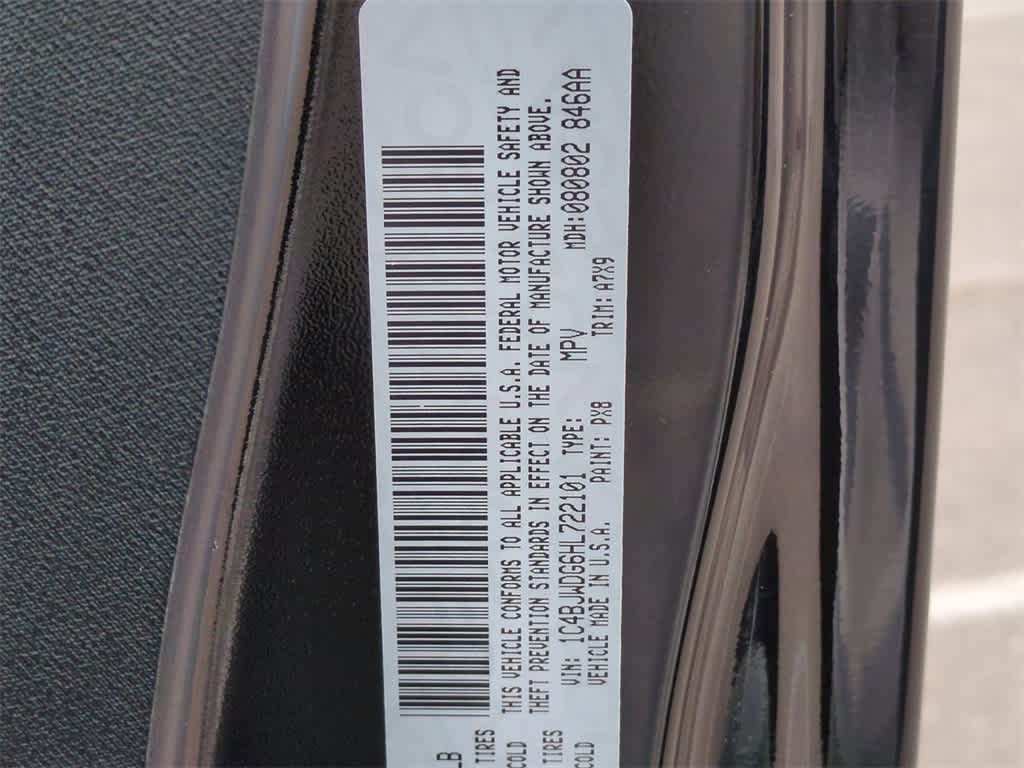 THIS VEHICLE CONFORMS TO ALL APPLICABLE U.S.A. FEDERAL MOTOR VEHICLE SAFETY AND
THEFT PREVENTION STANDARDS IN EFFECT ON THE DATE OF MANUFACTURE SHOWN ABOVE.
VIN: 1C4BJWDG6HL722101 TYPE: MPV MDH:080802 846AA
VEHICLE MADE IN U.S.A. PAINT: PX8 TRIM: A7X9
LB
TIRES
COLD
TIRES
COLD